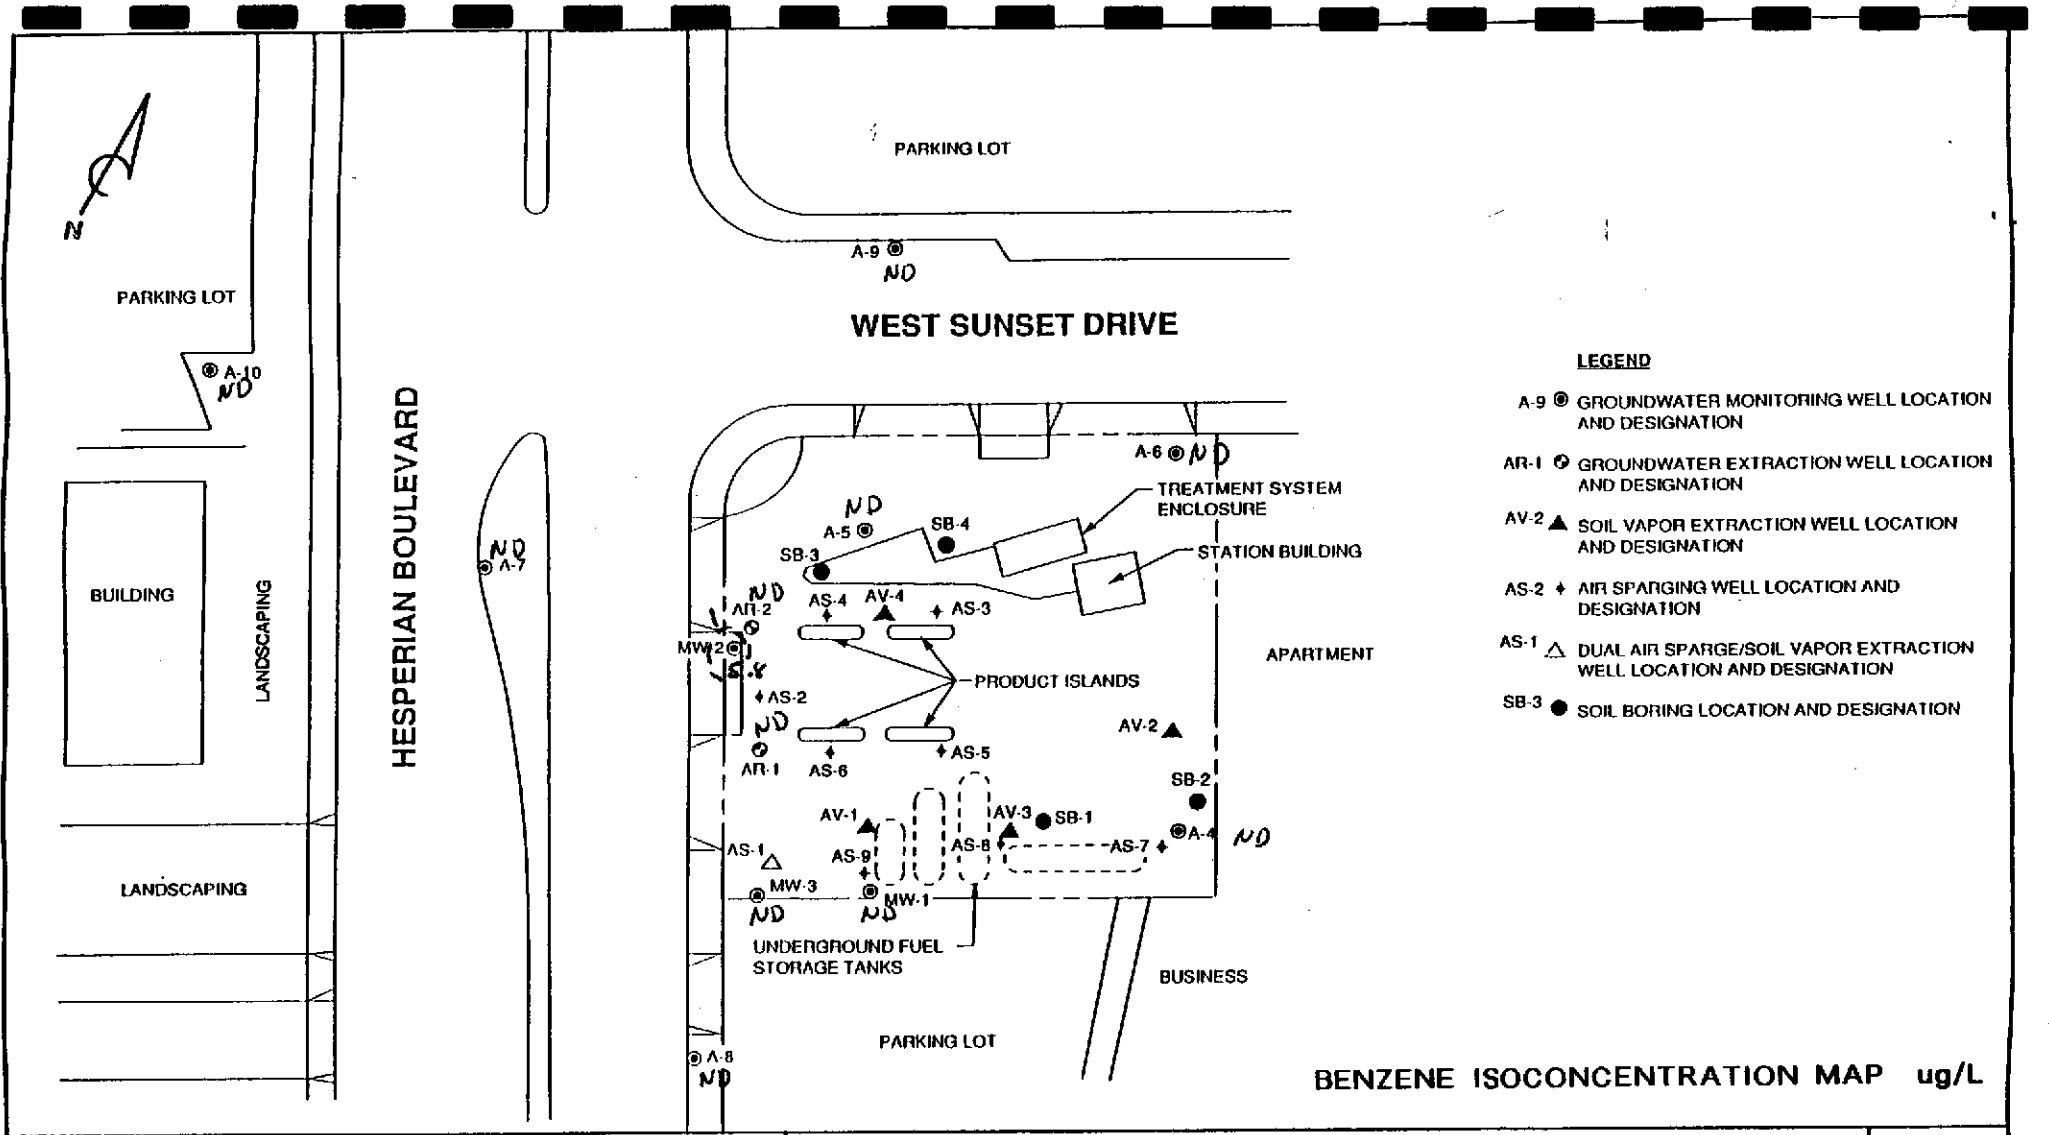 N
PARKING LOT
PARKING LOT
A-9
ND
WEST SUNSET DRIVE
A-10
ND
HESPERIAN BOULEVARD
LEGEND
A-9 GROUNDWATER MONITORING WELL LOCATION
AND DESIGNATION
AR-1 GROUNDWATER EXTRACTION WELL LOCATION
AND DESIGNATION
AV-2 SOIL VAPOR EXTRACTION WELL LOCATION
AND DESIGNATION
AS-2 AIR SPARGING WELL LOCATION AND
DESIGNATION
AS-1 DUAL AIR SPARGE/SOIL VAPOR EXTRACTION
WELL LOCATION AND DESIGNATION
SB-3 SOIL BORING LOCATION AND DESIGNATION
A-6 ND
TREATMENT SYSTEM
ENCLOSURE
ND
A-5
SB-4
SB-3
STATION BUILDING
ND
A-7
BUILDING
LANDSCAPING
ND
AR-2
AS-4
AV-4
AS-3
MW-2
5.8
APARTMENT
PRODUCT ISLANDS
AS-2
ND
AR-1
AS-6
AS-5
AV-2
SB-2
AV-1
AV-3
SB-1
A-4
ND
AS-1
AS-9
AS-8
AS-7
MW-3
ND
MW-1
ND
LANDSCAPING
UNDERGROUND FUEL
STORAGE TANKS
BUSINESS
PARKING LOT
A-8
ND
BENZENE ISOCONCENTRATION MAP ug/L